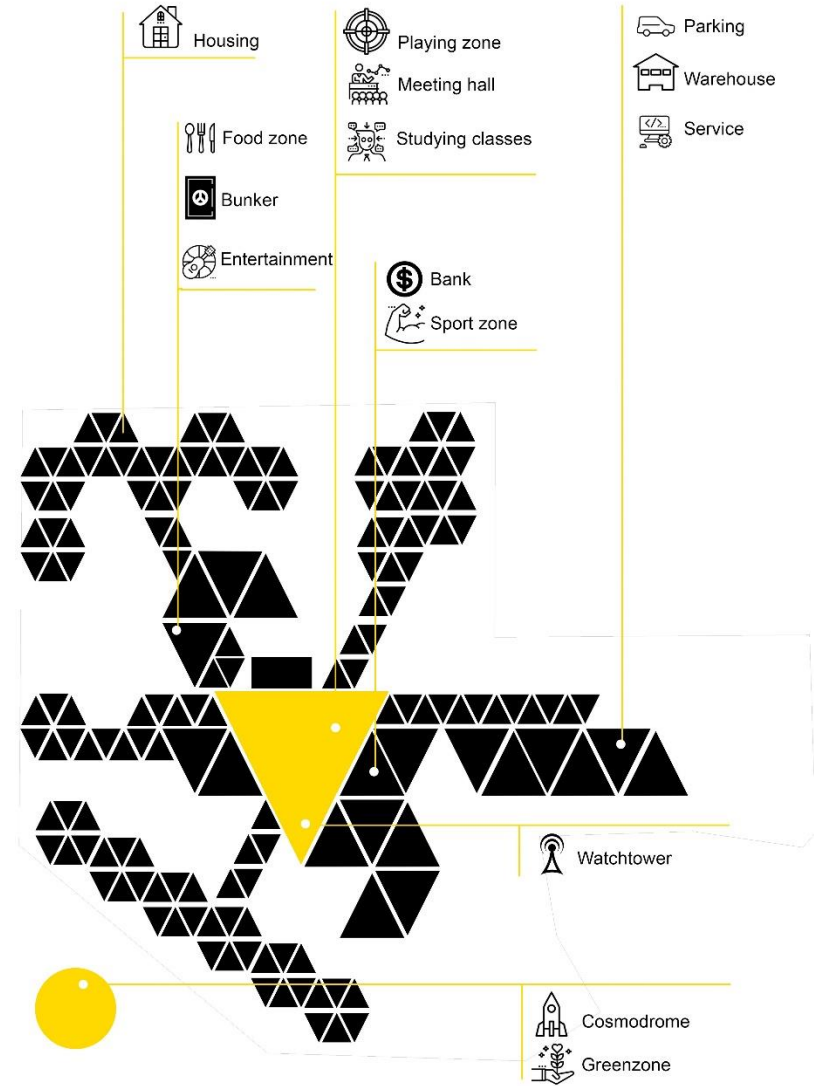 Housing
Food zone
Bunker
Entertainment
Playing zone
Meeting hall
Studying classes
Bank
Sport zone
Parking
Warehouse
Service
</>
Watchtower
Cosmodrome
Greenzone